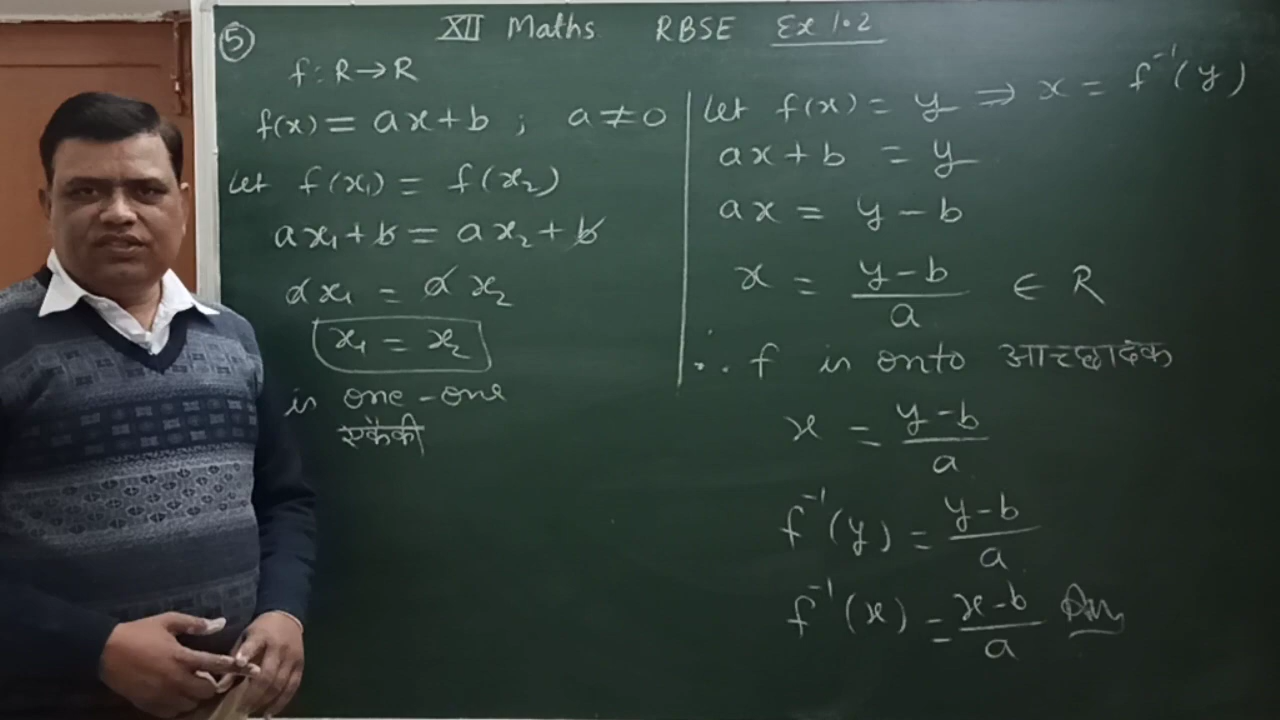 XII Maths RBSE Ex 1.2
5
f : R→R
f(x) = ax+b ; a≠0
Let f(x₁) = f(x₂)
ax₁+b = ax₂+b
ax₁ = ax₂
x₁ = x₂
is one-one
एकैकी
Let f(x) = y ⇒ x = f⁻¹(y)
ax+b = y
ax = y-b
x = (y-b)/a ∈ R
∴ f is onto आच्छादक
x = (y-b)/a
f⁻¹(y) = (y-b)/a
f⁻¹(x) = (x-b)/a Ans